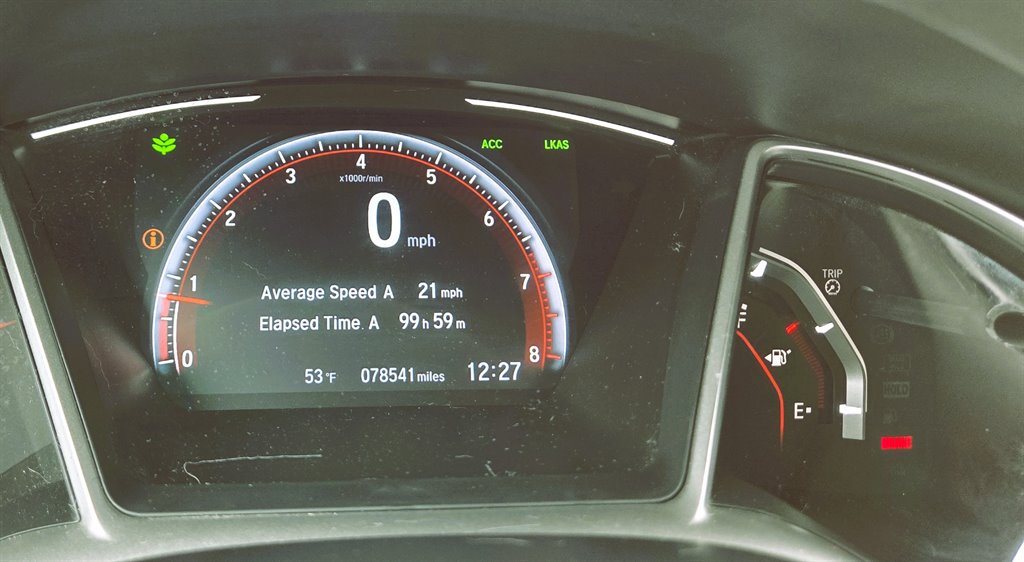 ACC LKAS
4
x1000r/min
3 5
2 6
0 mph
1 7
Average Speed A 21 mph
Elapsed Time A 99 h 59 m
0 8
53 °F 078541 miles 12:27
TRIP
F
E
HOLD